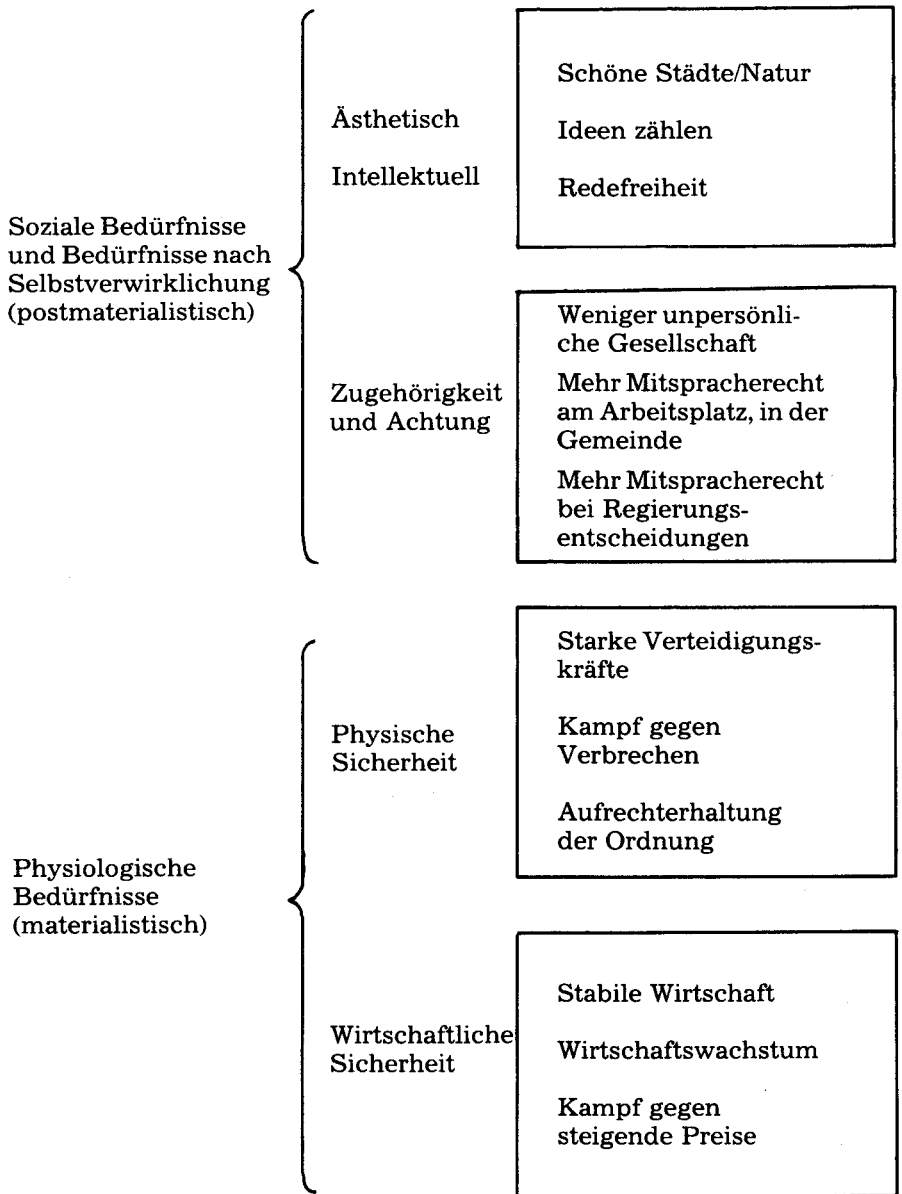 Soziale Bedürfnisse
und Bedürfnisse nach
Selbstverwirklichung
(postmaterialistisch)
Ästhetisch
Intellektuell
Schöne Städte/Natur
Ideen zählen
Redefreiheit
Zugehörigkeit
und Achtung
Weniger unpersönli-
che Gesellschaft
Mehr Mitspracherecht
am Arbeitsplatz, in der
Gemeinde
Mehr Mitspracherecht
bei Regierungs-
entscheidungen
Physiologische
Bedürfnisse
(materialistisch)
Physische
Sicherheit
Starke Verteidigungs-
kräfte
Kampf gegen
Verbrechen
Aufrechterhaltung
der Ordnung
Wirtschaftliche
Sicherheit
Stabile Wirtschaft
Wirtschaftswachstum
Kampf gegen
steigende Preise